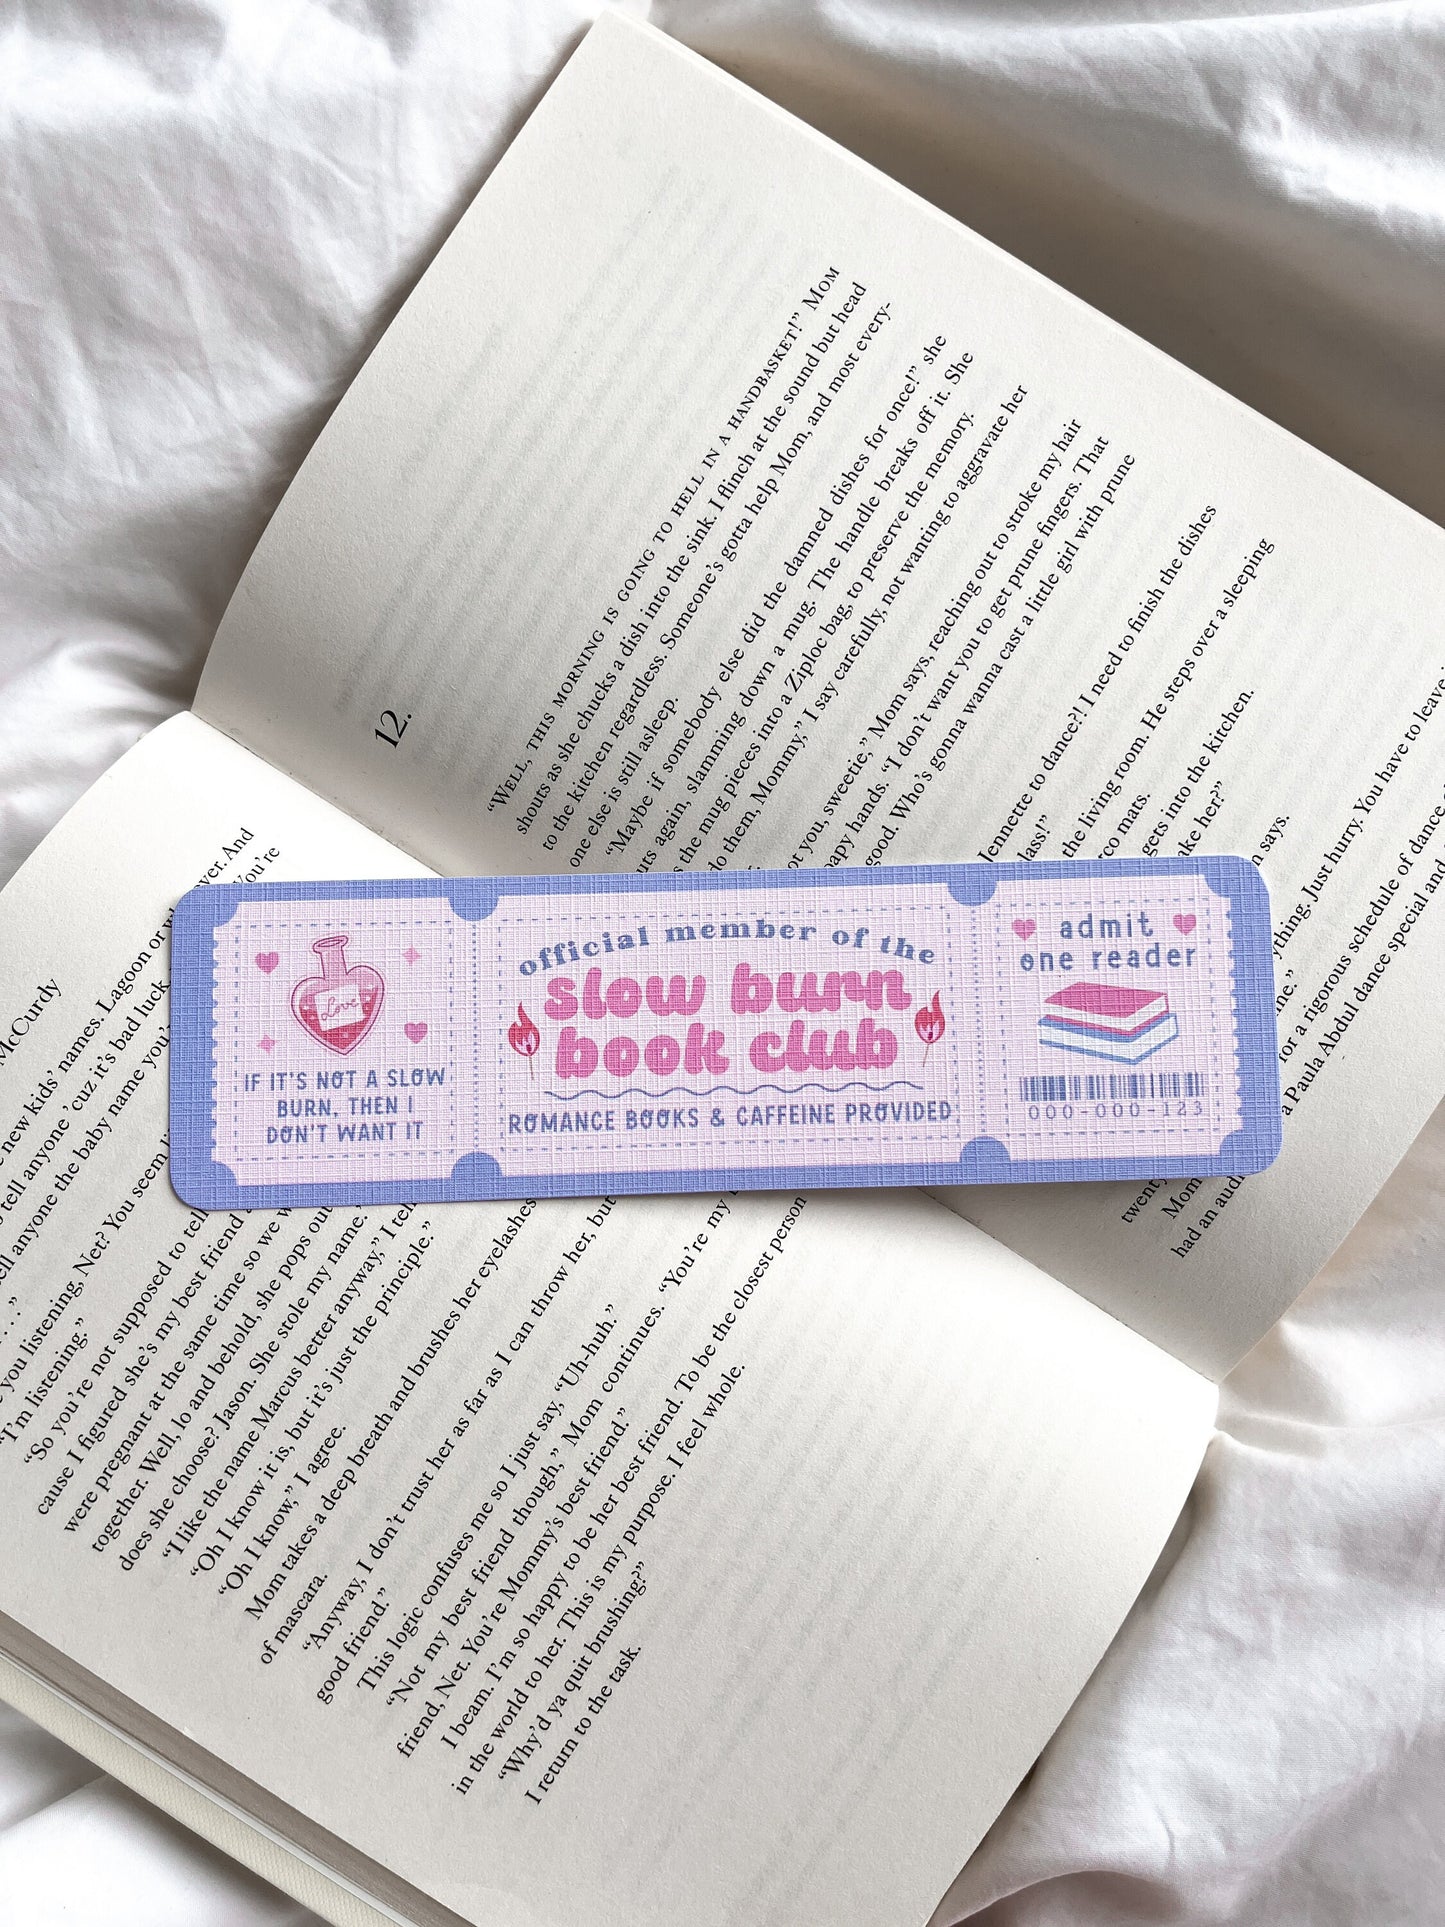 12.
“WELL, THIS MORNING IS GOING TO HELL IN A HANDBASKET!” MOM
shouts as she chucks a dish into the sink. I flinch at the sound but head
to the kitchen regardless. Someone’s gotta help Mom, and most every-
one else is still asleep.
“Maybe if somebody else did the damned dishes for once!” she
again, slamming down a mug. The handle breaks off it. She
the mug pieces into a Ziploc bag, to preserve the memory.
do them, Mommy,” I say carefully, not wanting to aggravate her
you, sweetie,” Mom says, reaching out to stroke my hair
hands. “I don’t want you to get prune fingers. That
good. Who’s gonna wanna cast a little girl with prune
Jennette to dance?! I need to finish the dishes
the living room. He steps over a sleeping
mats.
gets into the kitchen.
her?”
says.
Just hurry. You have to leave
for a rigorous schedule of dance
a Paula Abdul dance special and
Mom
had an
McCurdy
And
new kids’ names. Lagoon or
You’re
tell anyone ’cuz it’s bad luck
anyone the baby name you’
you listening, Net? You seem
“I’m listening.”
“So you’re not supposed to
cause I figured she’s my best friend
were pregnant at the same time so we
together. Well, lo and behold, she pops out
does she choose? Jason. She stole my name.”
“I like the name Marcus better anyway,” I
“Oh I know it is, but it’s just the principle.”
“Oh I know,” I agree.
Mom takes a deep breath and brushes her eyelashes
of mascara.
“Anyway, I don’t trust her as far as I can throw her, but
good friend.”
This logic confuses me so I just say, “Uh-huh.”
“Not my best friend though,” Mom continues. “You’re my
friend, Net. You’re Mommy’s best friend.”
I beam. I’m so happy to be her best friend. To be the closest person
in the world to her. This is my purpose. I feel whole.
“Why’d ya quit brushing?”
I return to the task.
Love
IF IT'S NOT A SLOW
BURN, THEN I
DON'T WANT IT
official member of the
slow burn
book club
ROMANCE BOOKS & CAFFEINE PROVIDED
admit
one reader
000-000-123